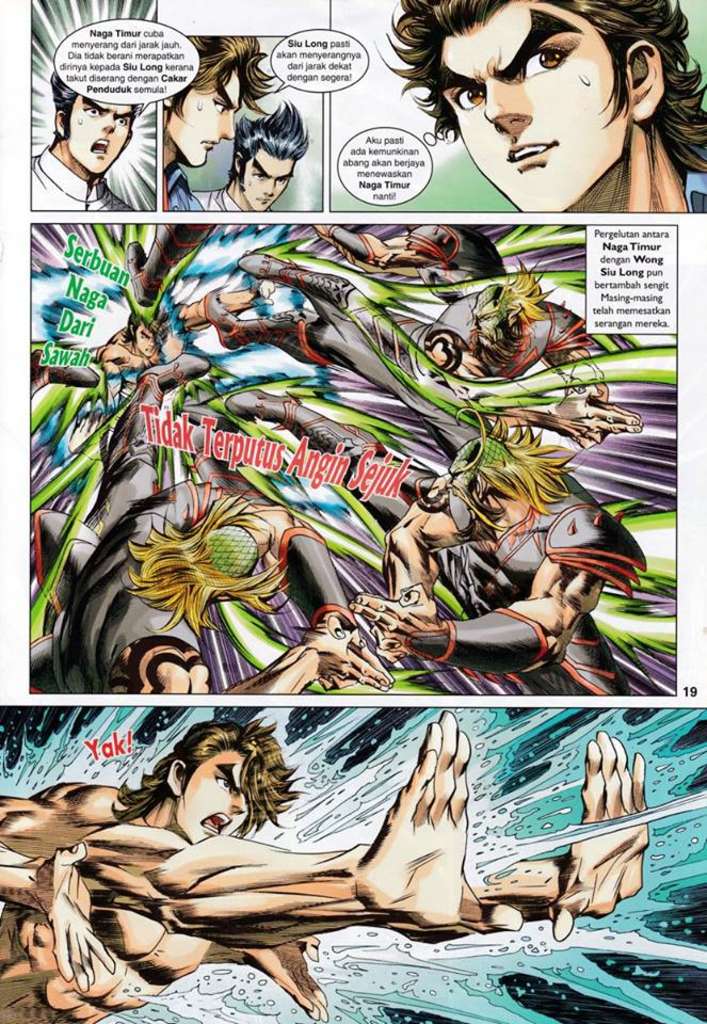 Naga Timur cuba
menyerang dari jarak jauh.
Dia tidak berani merapatkan
dirinya kepada Siu Long kerana
takut diserang dengan Cakar
Penduduk semula!
Siu Long pasti
akan menyerangnya
dari jarak dekat
dengan segera!
Aku pasti
ada kemunkinan
abang akan berjaya
menewaskan
Naga Timur
nanti!
Serbuan
Naga
Dari
Sawah
Tidak Terputus Angin Sejuk
Pergelutan antara
Naga Timur
dengan Wong
Siu Long pun
bertambah sengit
Masing-masing
telah memesatkan
serangan mereka.
19
Yak!